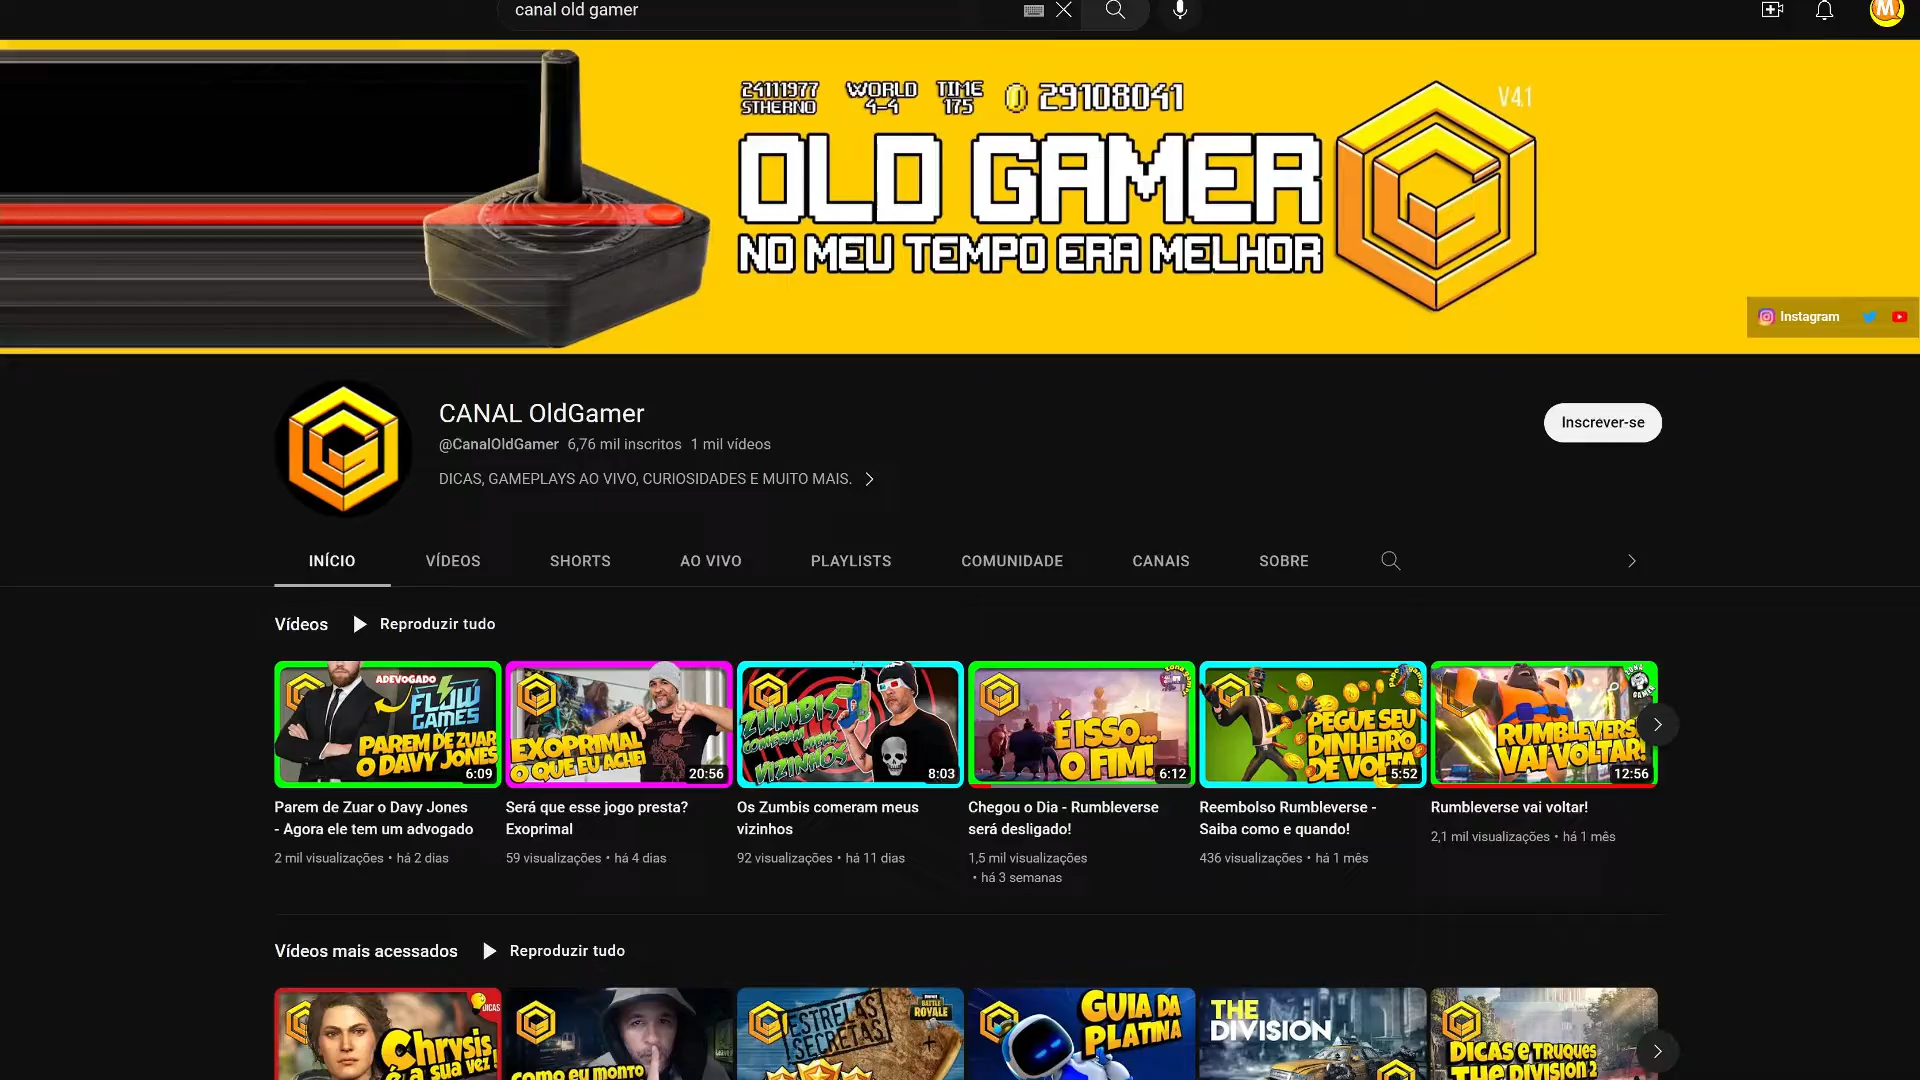 canal old gamer
M
24111977 WORLD TIME 29108041
STHERNO 4-4 175
V4.1
OLD GAMER
NO MEU TEMPO ERA MELHOR
Instagram
CANAL OldGamer
@CanalOldGamer 6,76 mil inscritos 1 mil vídeos
DICAS, GAMEPLAYS AO VIVO, CURIOSIDADES E MUITO MAIS.
Inscrever-se
INÍCIO VÍDEOS SHORTS AO VIVO PLAYLISTS COMUNIDADE CANAIS SOBRE
Vídeos Reproduzir tudo
ADEVOGADO
FLOW
GAMES
PAREM DE ZUAR
O DAVY JONES
6:09
EXOPRIMAL
O QUE EU ACHEI
20:56
ZUMBIS
COMERAM MEUS
VIZINHOS
8:03
É ISSO...
O FIM!
6:12
PEGUE SEU
DINHEIRO
DE VOLTA
5:52
RUMBLEVERSE
VAI VOLTAR!
12:56
Parem de Zuar o Davy Jones
- Agora ele tem um advogado
2 mil visualizações • há 2 dias
Será que esse jogo presta?
Exoprimal
59 visualizações • há 4 dias
Os Zumbis comeram meus
vizinhos
92 visualizações • há 11 dias
Chegou o Dia - Rumbleverse
será desligado!
1,5 mil visualizações
• há 3 semanas
Reembolso Rumbleverse -
Saiba como e quando!
436 visualizações • há 1 mês
Rumbleverse vai voltar!
2,1 mil visualizações • há 1 mês
Vídeos mais acessados Reproduzir tudo
DICAS
Chrysis
é a sua vez!
COMO EU MONTO
ESTRELAS
SECRETAS
BATTLE
ROYALE
GUIA DA
PLATINA
THE
DIVISION
DICAS e TRUQUES
THE DIVISION 2